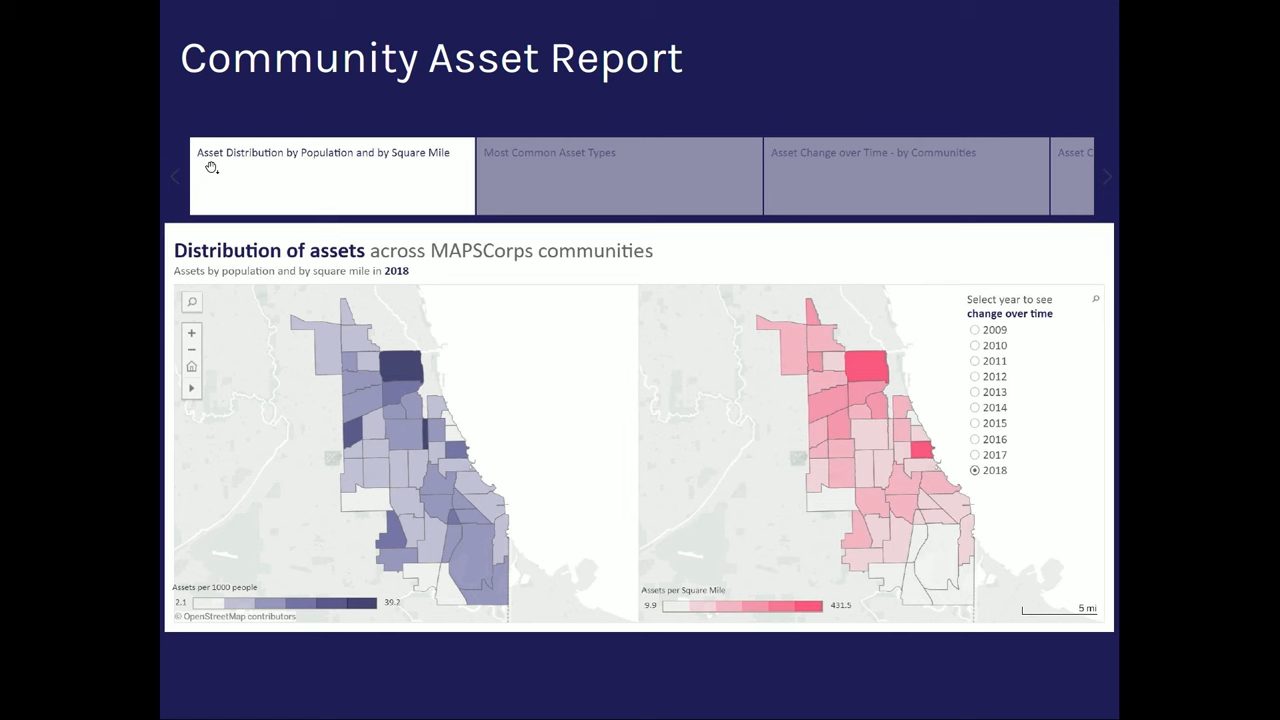 Community Asset Report
Asset Distribution by Population and by Square Mile
Most Common Asset Types
Asset Change over Time - by Communities
Asset C
Distribution of assets across MAPSCorps communities
Assets by population and by square mile in 2018
Select year to see
change over time
2009
2010
2011
2012
2013
2014
2015
2016
2017
2018
Assets per 1000 people
2.1 39.2
© OpenStreetMap contributors
Assets per Square Mile
9.9 431.5
5 mi